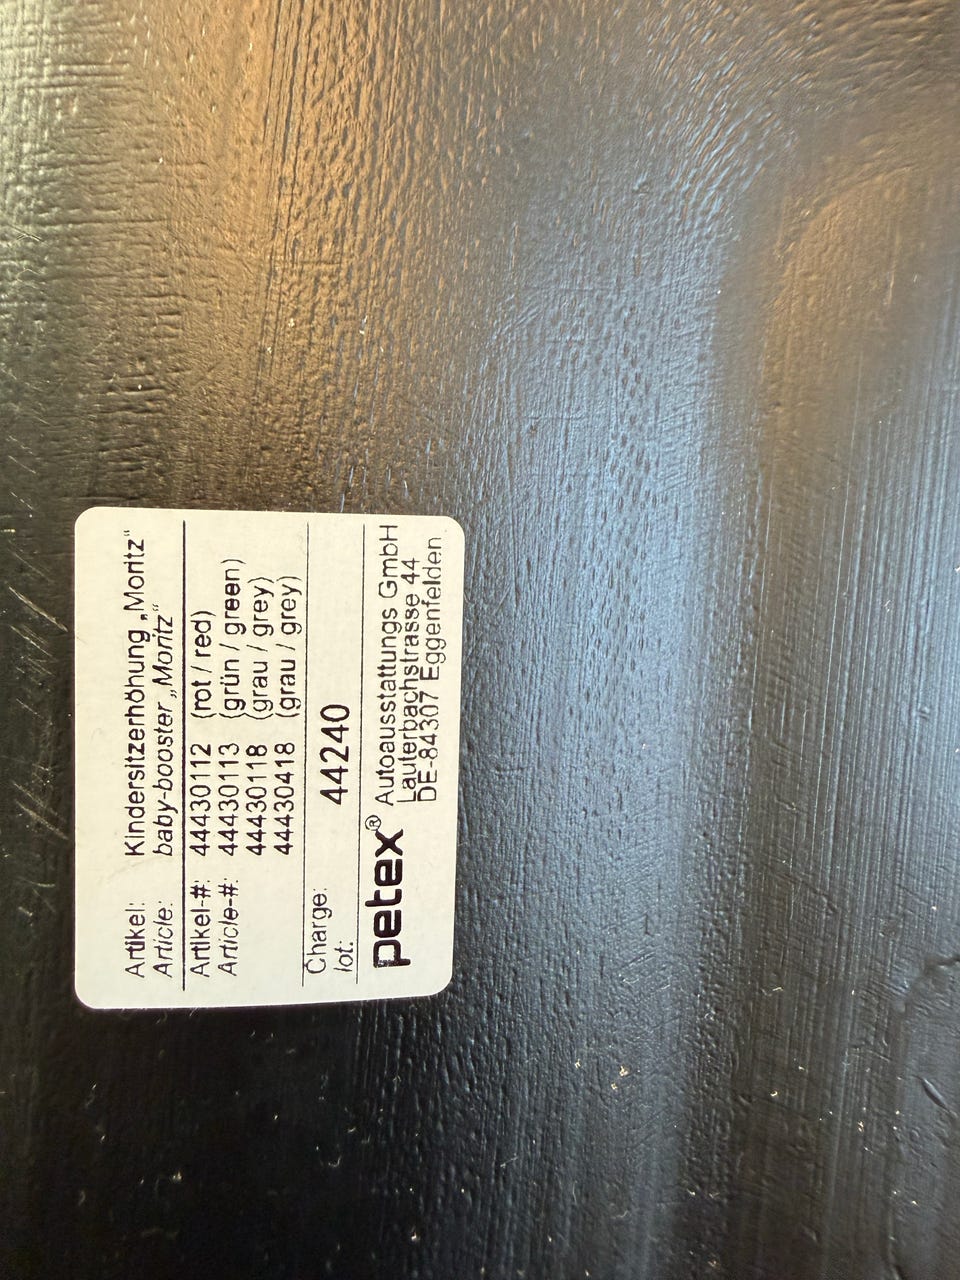 Artikel: Kindersitzerhöhung „Moritz“
Article: baby-booster „Moritz“
Artikel-#: 44430112 (rot / red)
Article-#: 44430113 (grün / green)
44430118 (grau / grey)
44430418 (grau / grey)
Charge: 44240
lot:
petex® Autoausstattungs GmbH
Lauterbachstrasse 44
DE-84307 Eggenfelden